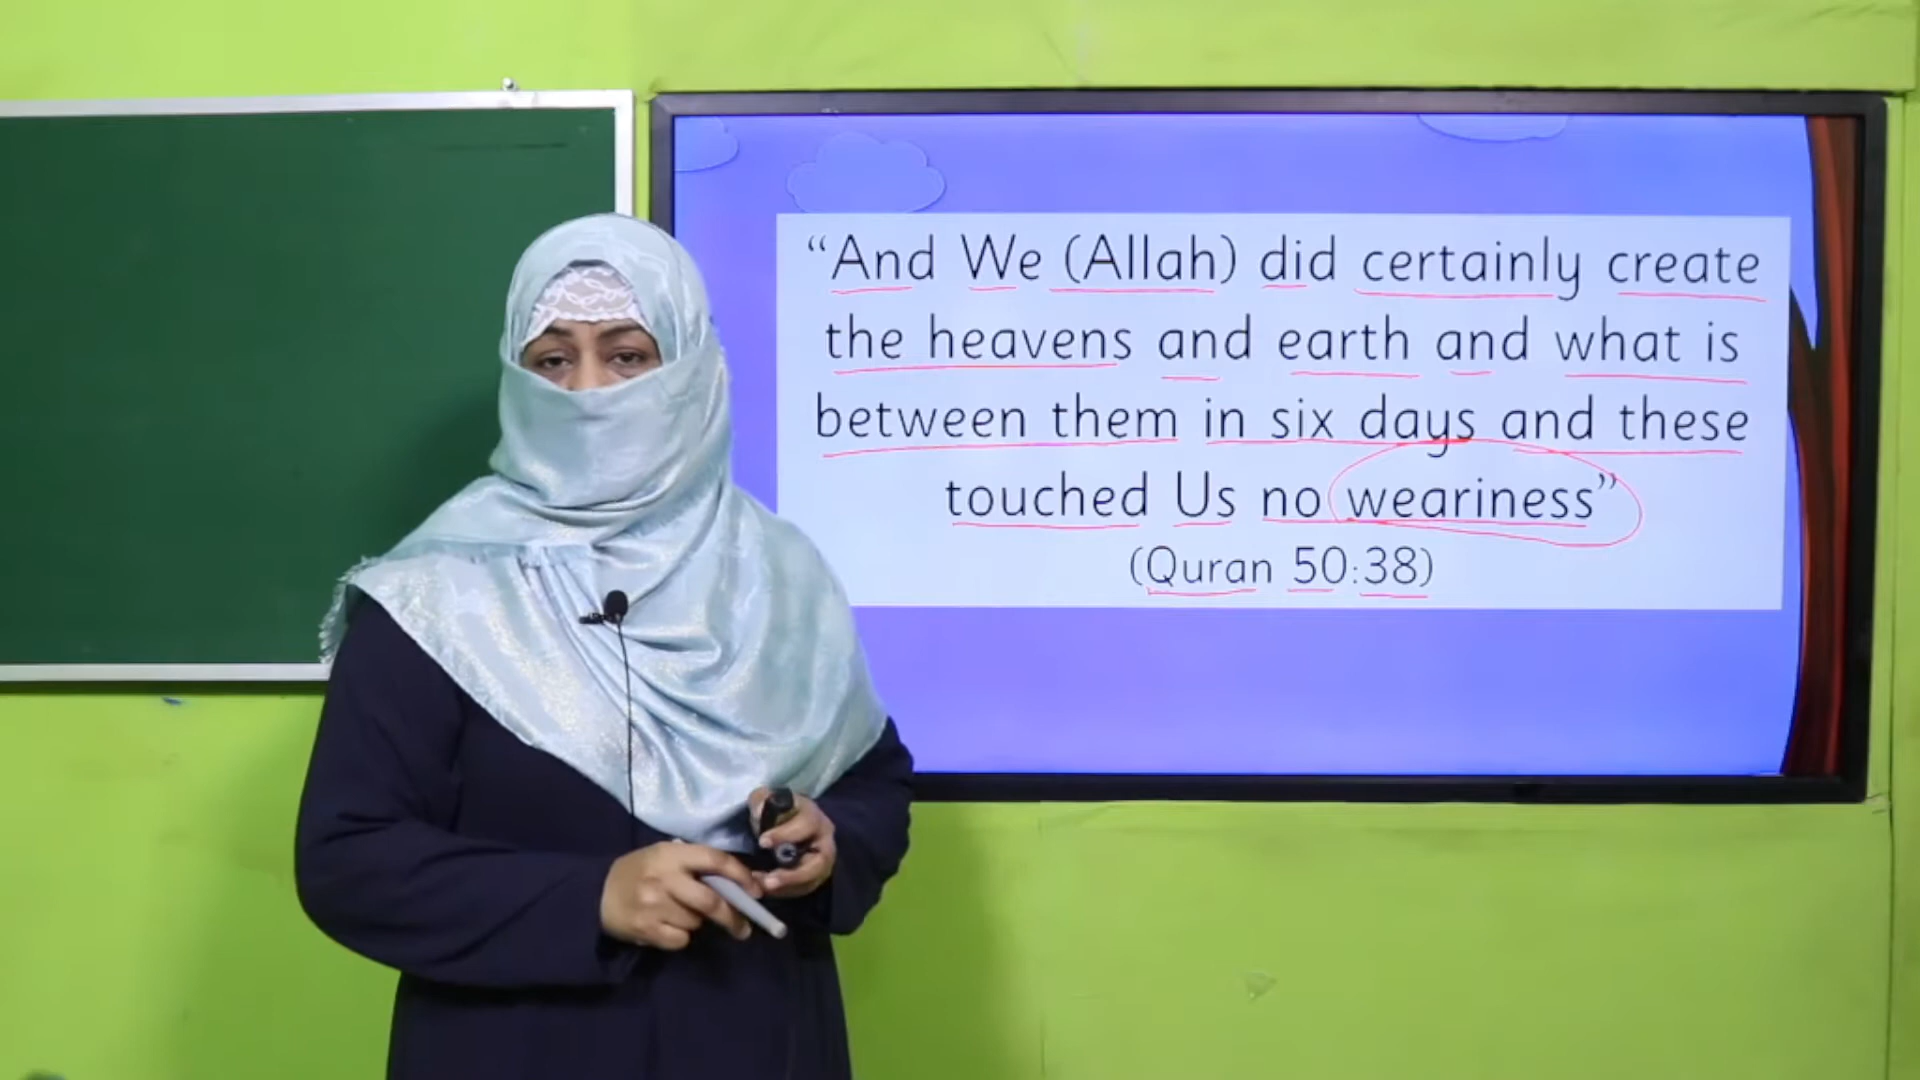 “And We (Allah) did certainly create
the heavens and earth and what is
between them in six days and these
touched Us no weariness”
(Quran 50:38)